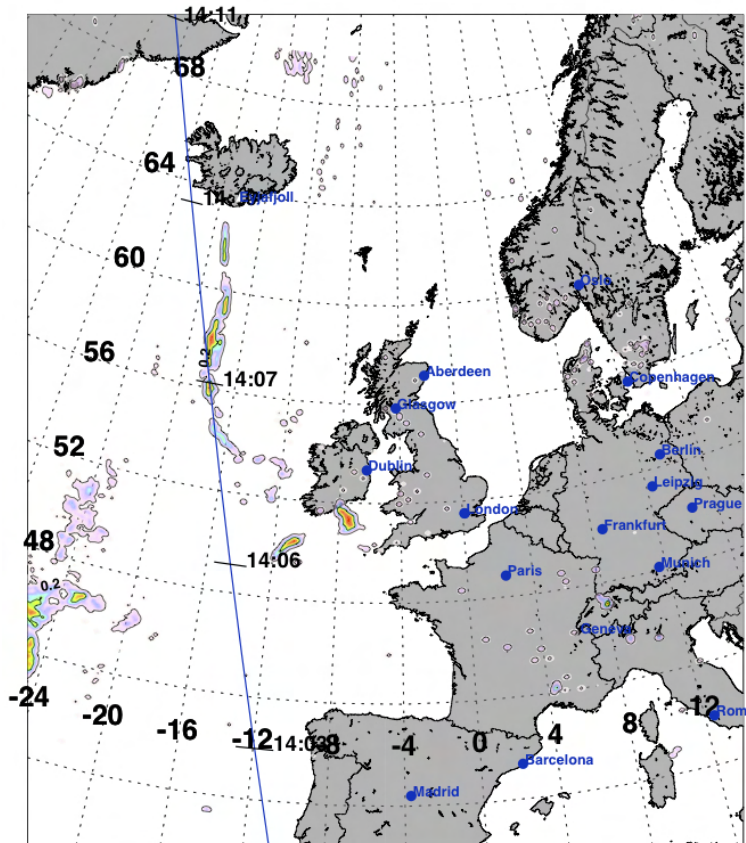 14:11
68
64
60
Oslo
56
0.2
Aberdeen
14:07
Copenhagen
Glasgow
52
Berlin
Dublin
Leipzig
London
Prague
48
Frankfurt
14:06
Munich
Paris
0.2
Geneva
-24
-20
-16
-12
-8
-4
0
4
8
12
Rome
Barcelona
Madrid